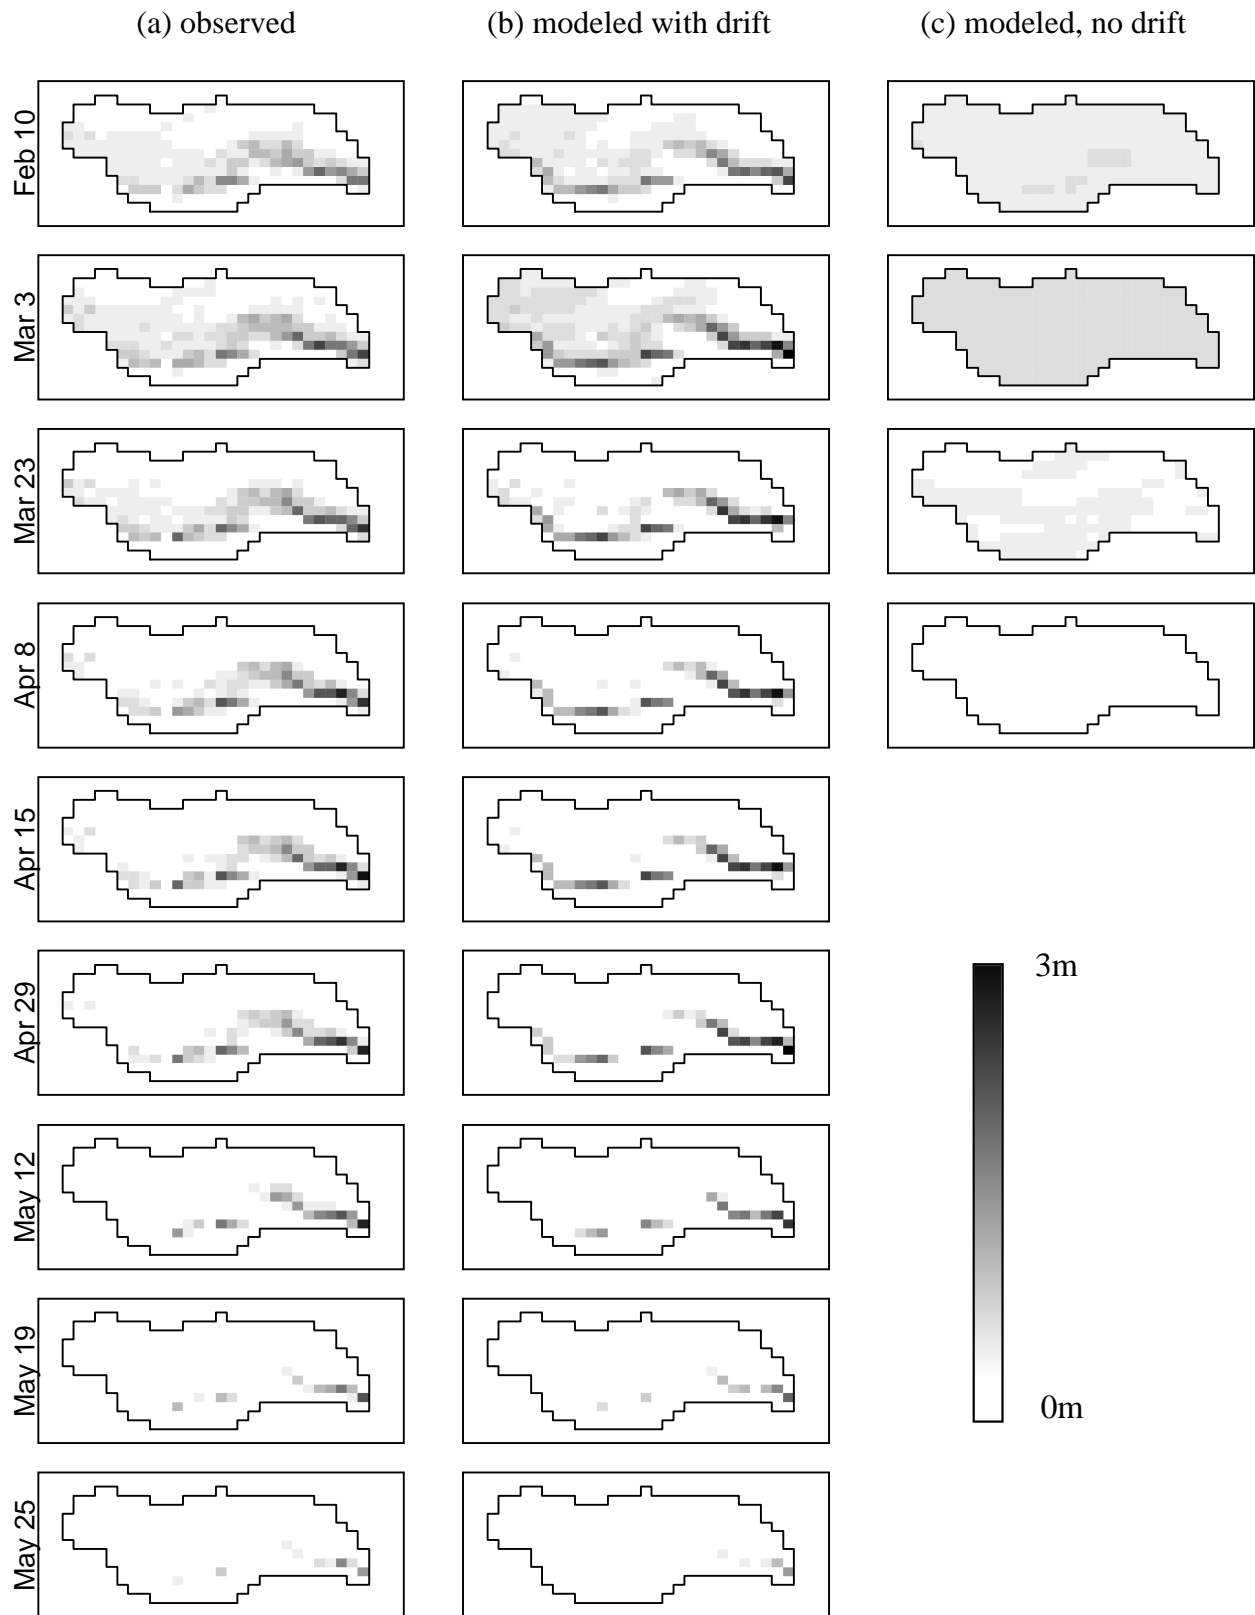 (a) observed
(b) modeled with drift
(c) modeled, no drift
Feb 10
Mar 3
Mar 23
Apr 8
Apr 15
Apr 29
3m
May 12
May 19
0m
May 25